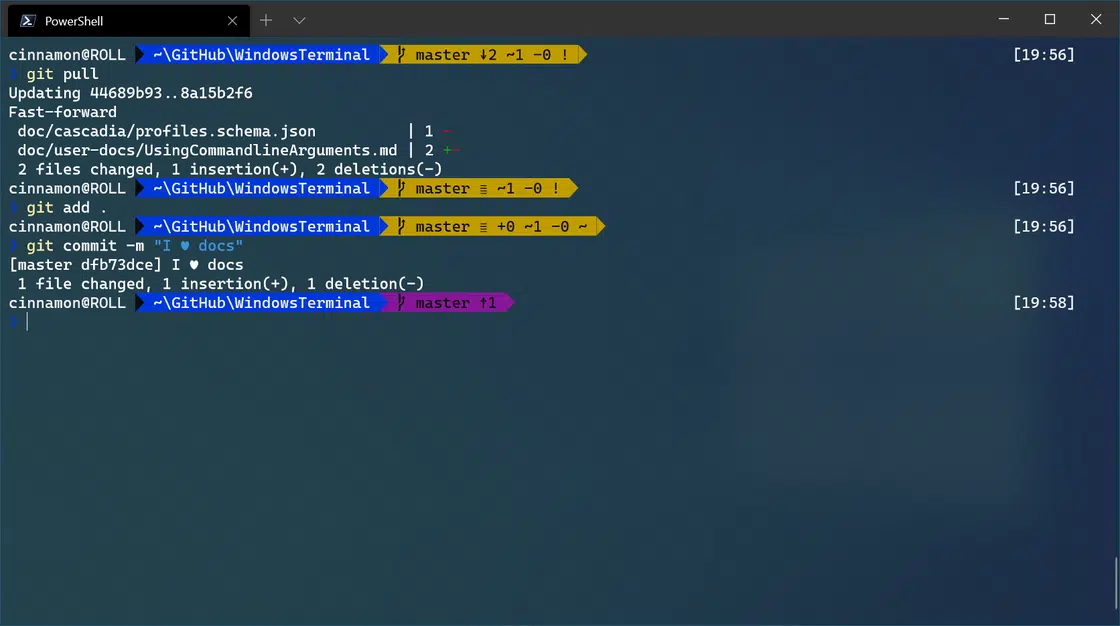 PowerShell
cinnamon@ROLL ~\GitHub\WindowsTerminal master ↓2 ~1 -0 ! [19:56]
❯ git pull
Updating 44689b93..8a15b2f6
Fast-forward
doc/cascadia/profiles.schema.json | 1 -
doc/user-docs/UsingCommandlineArguments.md | 2 +-
2 files changed, 1 insertion(+), 2 deletions(-)
cinnamon@ROLL ~\GitHub\WindowsTerminal master ≡ ~1 -0 ! [19:56]
❯ git add .
cinnamon@ROLL ~\GitHub\WindowsTerminal master ≡ +0 ~1 -0 ~ [19:56]
❯ git commit -m "I ♥ docs"
[master dfb73dce] I ♥ docs
1 file changed, 1 insertion(+), 1 deletion(-)
cinnamon@ROLL ~\GitHub\WindowsTerminal master ↑1 [19:58]
❯